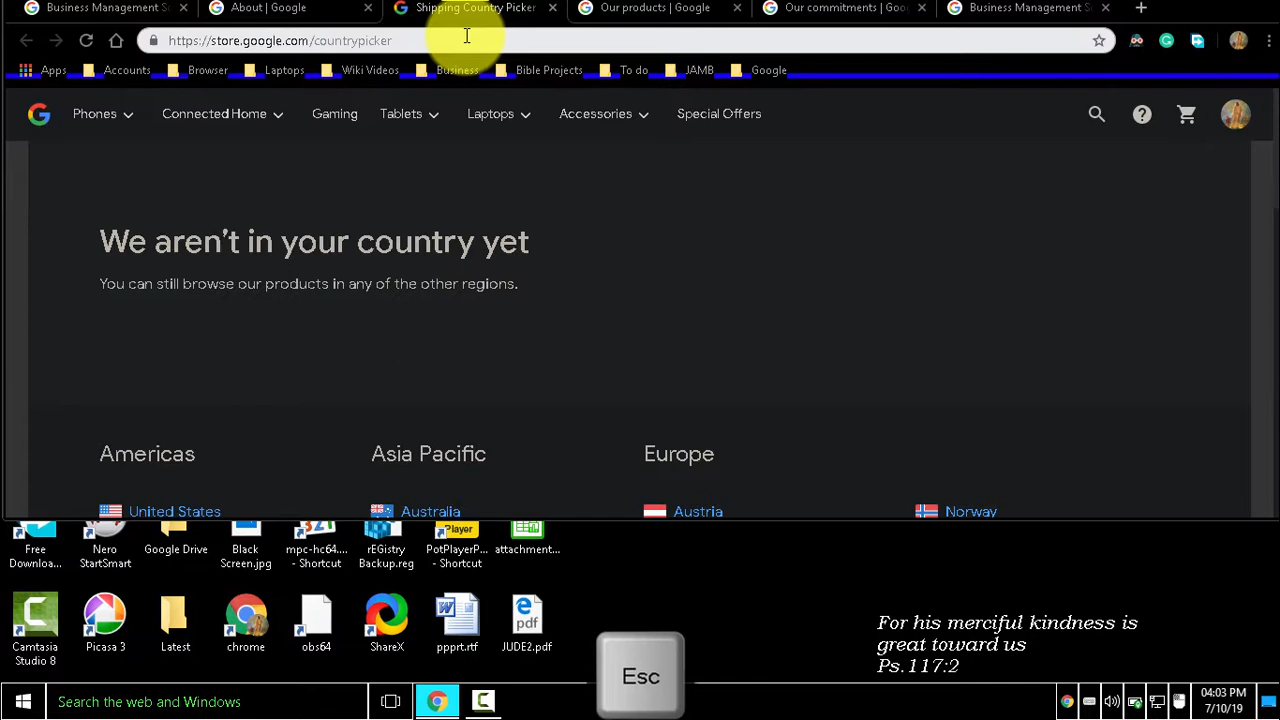 Business Management S
About | Google
Shipping Country Picker
Our products | Google
Our commitments | Goo
Business Management S
https://store.google.com/countrypicker
Apps
Accounts
Browser
Laptops
Wiki Videos
Business
Bible Projects
To do
JAMB
Google
Phones
Connected Home
Gaming
Tablets
Laptops
Accessories
Special Offers
We aren't in your country yet
You can still browse our products in any of the other regions.
Americas
Asia Pacific
Europe
United States
Australia
Austria
Norway
Free Downloa...
Nero StartSmart
Google Drive
Black Screen.jpg
mpc-hc64.... - Shortcut
rEGistry Backup.reg
Player
PotPlayerP... - Shortcut
attachment...
Camtasia Studio 8
Picasa 3
Latest
chrome
obs64
ShareX
ppprt.rtf
pdf
JUDE2.pdf
For his merciful kindness is
great toward us
Ps.117:2
Esc
Search the web and Windows
04:03 PM
7/10/19